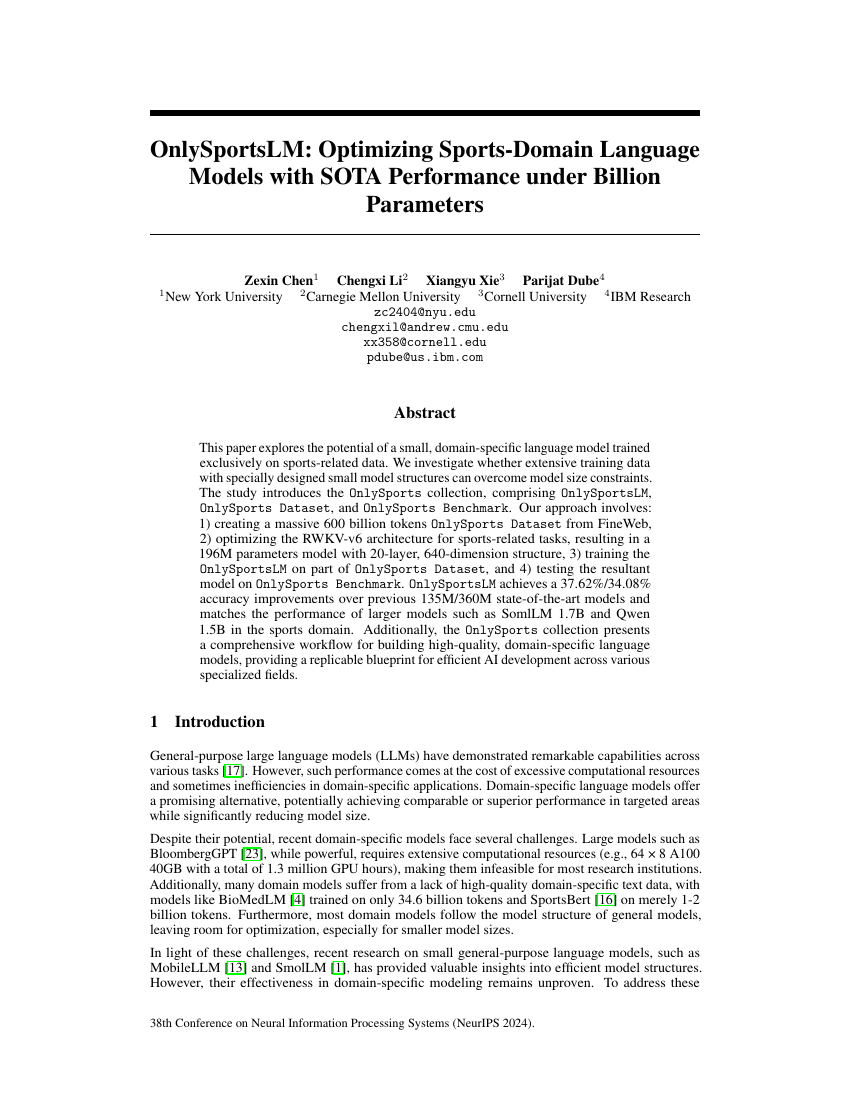 OnlySportsLM: Optimizing Sports-Domain Language
Models with SOTA Performance under Billion
Parameters
Zexin Chen1 Chengxi Li2 Xiangyu Xie3 Parijat Dube4
1New York University 2Carnegie Mellon University 3Cornell University 4IBM Research
zc2404@nyu.edu
chengxil@andrew.cmu.edu
xx358@cornell.edu
pdube@us.ibm.com
Abstract
This paper explores the potential of a small, domain-specific language model trained
exclusively on sports-related data. We investigate whether extensive training data
with specially designed small model structures can overcome model size constraints.
The study introduces the OnlySports collection, comprising OnlySportsLM,
OnlySports Dataset, and OnlySports Benchmark. Our approach involves:
1) creating a massive 600 billion tokens OnlySports Dataset from FineWeb,
2) optimizing the RWKV-v6 architecture for sports-related tasks, resulting in a
196M parameters model with 20-layer, 640-dimension structure, 3) training the
OnlySportsLM on part of OnlySports Dataset, and 4) testing the resultant
model on OnlySports Benchmark. OnlySportsLM achieves a 37.62%/34.08%
accuracy improvements over previous 135M/360M state-of-the-art models and
matches the performance of larger models such as SomlLM 1.7B and Qwen
1.5B in the sports domain. Additionally, the OnlySports collection presents
a comprehensive workflow for building high-quality, domain-specific language
models, providing a replicable blueprint for efficient AI development across various
specialized fields.
1 Introduction
General-purpose large language models (LLMs) have demonstrated remarkable capabilities across
various tasks [17]. However, such performance comes at the cost of excessive computational resources
and sometimes inefficiencies in domain-specific applications. Domain-specific language models offer
a promising alternative, potentially achieving comparable or superior performance in targeted areas
while significantly reducing model size.
Despite their potential, recent domain-specific models face several challenges. Large models such as
BloombergGPT [23], while powerful, requires extensive computational resources (e.g., 64 × 8 A100
40GB with a total of 1.3 million GPU hours), making them infeasible for most research institutions.
Additionally, many domain models suffer from a lack of high-quality domain-specific text data, with
models like BioMedLM [4] trained on only 34.6 billion tokens and SportsBert [16] on merely 1-2
billion tokens. Furthermore, most domain models follow the model structure of general models,
leaving room for optimization, especially for smaller model sizes.
In light of these challenges, recent research on small general-purpose language models, such as
MobileLLM [13] and SmolLM [1], has provided valuable insights into efficient model structures.
However, their effectiveness in domain-specific modeling remains unproven. To address these
38th Conference on Neural Information Processing Systems (NeurIPS 2024).